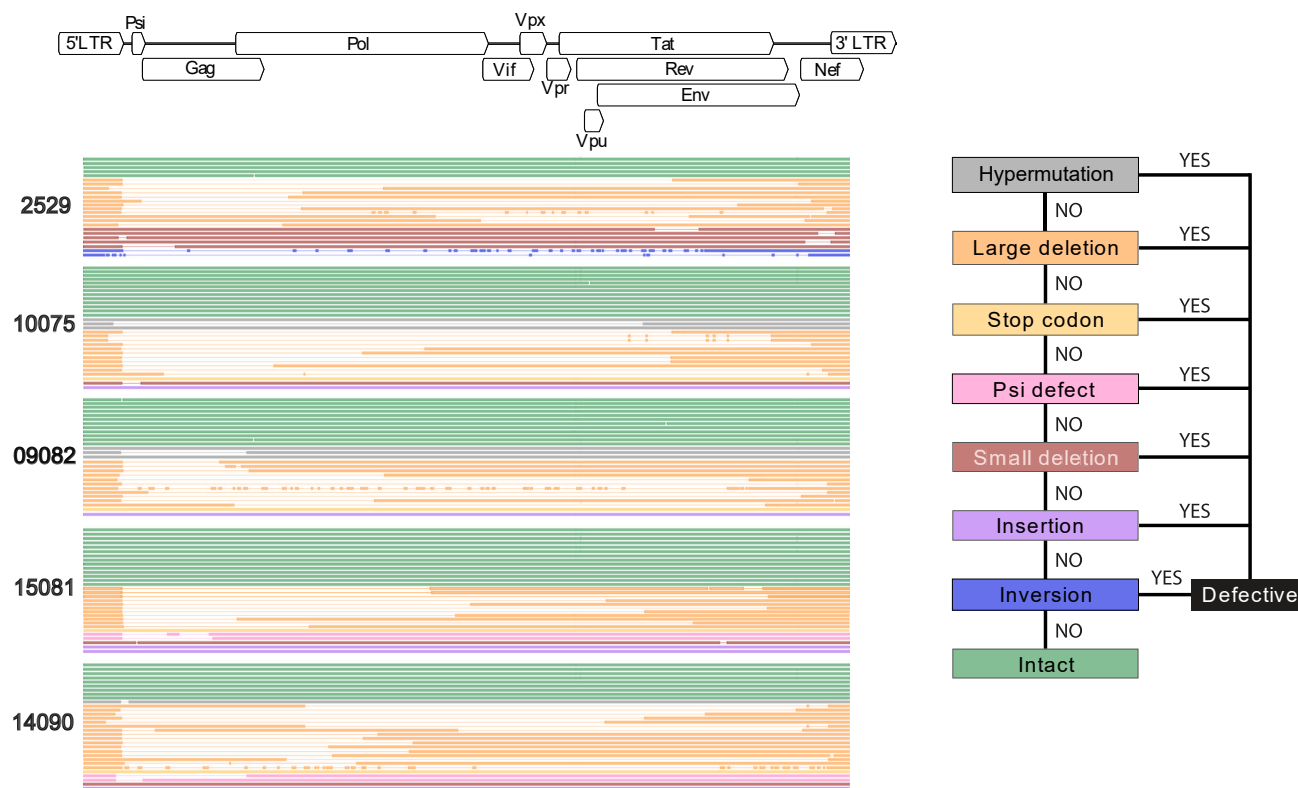 Psi
Vpx
5'LTR
Pol
Tat
3' LTR
Gag
Vif
Vpr
Rev
Nef
Env
Vpu
2529
10075
09082
15081
14090
Hypermutation
YES
NO
Large deletion
YES
NO
Stop codon
YES
NO
Psi defect
YES
NO
Small deletion
YES
NO
Insertion
YES
NO
Inversion
YES
Defective
NO
Intact